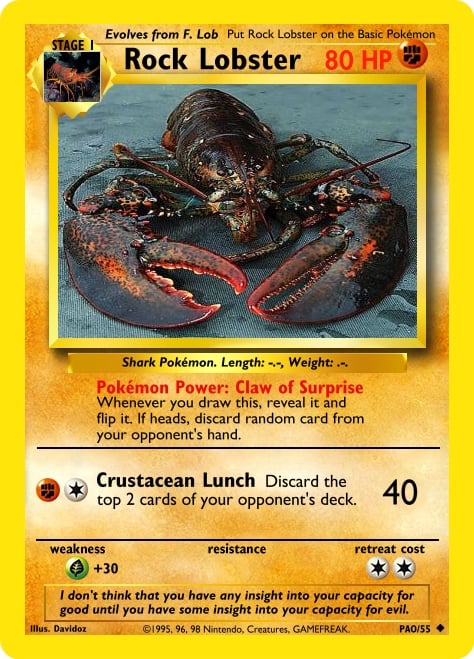 Evolves from F. Lob Put Rock Lobster on the Basic Pokémon
STAGE 1
Rock Lobster 80 HP
Shark Pokémon. Length: -.-, Weight: .-.
Pokémon Power: Claw of Surprise
Whenever you draw this, reveal it and
flip it. If heads, discard random card from
your opponent's hand.
Crustacean Lunch Discard the
top 2 cards of your opponent's deck. 40
weakness resistance retreat cost
+30
I don't think that you have any insight into your capacity for
good until you have some insight into your capacity for evil.
Illus. Davidoz ©1995, 96, 98 Nintendo, Creatures, GAMEFREAK. PAO/55